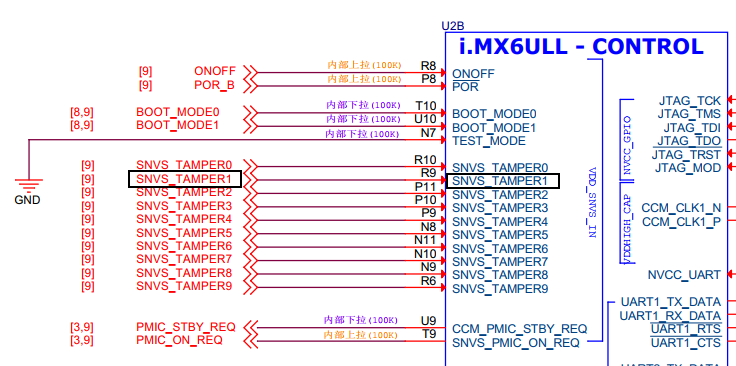 U2B
i.MX6ULL - CONTROL
[9] ONOFF 内部上拉(100K) R8 ONOFF
[9] POR_B 内部上拉(100K) P8 POR
JTAG_TCK
JTAG_TMS
[8,9] BOOT_MODE0 内部下拉(100K) T10 BOOT_MODE0
[8,9] BOOT_MODE1 内部下拉(100K) U10 BOOT_MODE1 JTAG_TDI
内部下拉(100K) N7 TEST_MODE JTAG_TDO
JTAG_TRST
JTAG_MOD
NVCC_GPIO
GND
[9] SNVS_TAMPER0 R10 SNVS_TAMPER0
[9] SNVS_TAMPER1 R9 SNVS_TAMPER1
[9] SNVS_TAMPER2 P11 SNVS_TAMPER2
[9] SNVS_TAMPER3 P10 SNVS_TAMPER3 CCM_CLK1_N
[9] SNVS_TAMPER4 P9 SNVS_TAMPER4 CCM_CLK1_P
[9] SNVS_TAMPER5 N8 SNVS_TAMPER5
[9] SNVS_TAMPER6 N11 SNVS_TAMPER6
[9] SNVS_TAMPER7 N10 SNVS_TAMPER7
[9] SNVS_TAMPER8 N9 SNVS_TAMPER8 NVCC_UART
[9] SNVS_TAMPER9 R6 SNVS_TAMPER9
VDD_SNVS_IN
VDDHIGH_CAP
UART1_TX_DATA
UART1_RX_DATA
[3,9] PMIC_STBY_REQ 内部下拉(100K) U9 CCM_PMIC_STBY_REQ UART1_RTS
[3,9] PMIC_ON_REQ 内部上拉(100K) T9 SNVS_PMIC_ON_REQ UART1_CTS